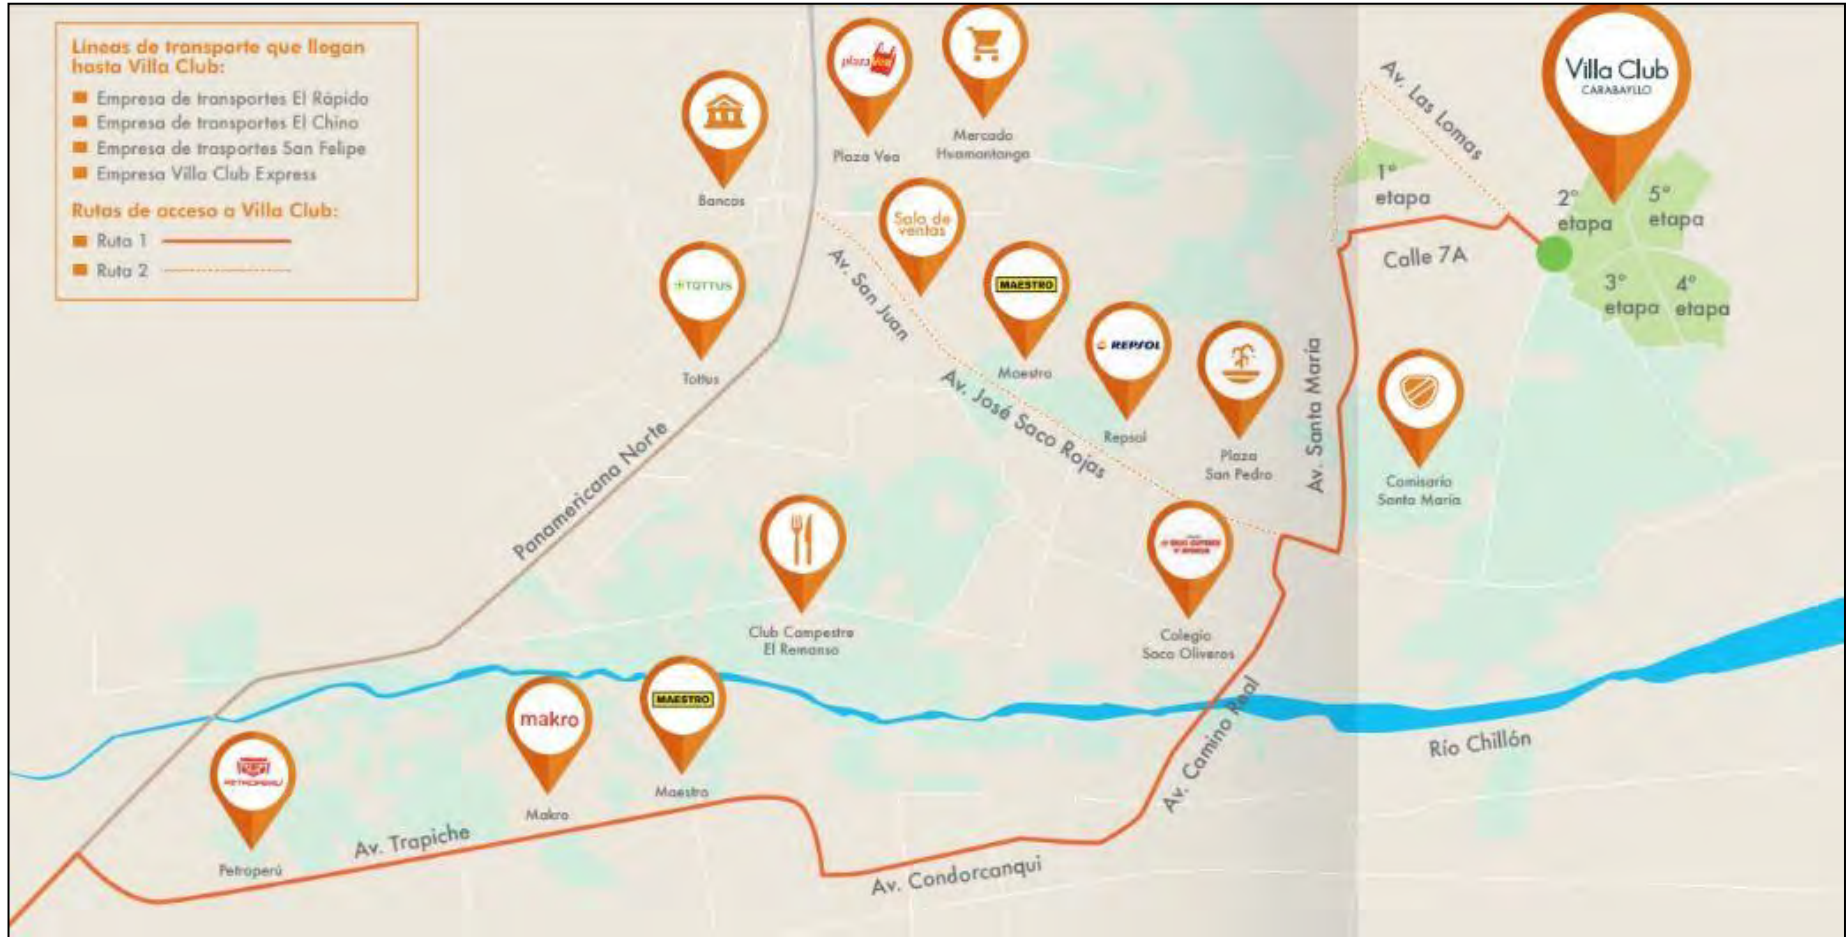 Líneas de transporte que llegan
hasta Villa Club:
Empresa de transportes El Rápido
Empresa de transportes El Chino
Empresa de trasportes San Felipe
Empresa Villa Club Express
Rutas de acceso a Villa Club:
Ruta 1
Ruta 2
Bancos
plaza vea
Plaza Vea
Mercado
Huamantanga
Villa Club
CARABAYLLO
Av. Las Lomas
1° etapa
2° etapa
5° etapa
3° etapa
4° etapa
Calle 7A
Sala de
ventas
TOTTUS
Tottus
Av. San Juan
MAESTRO
Maestro
REPSOL
Repsol
Plaza
San Pedro
Av. Santa María
Comisaría
Santa María
Av. José Saco Rojas
Panamericana Norte
Club Campestre
El Remanso
Colegio
Saco Oliveros
Av. Camino Real
Río Chillón
PETROPERÚ
Petroperú
makro
Makro
MAESTRO
Maestro
Av. Trapiche
Av. Condorcanqui